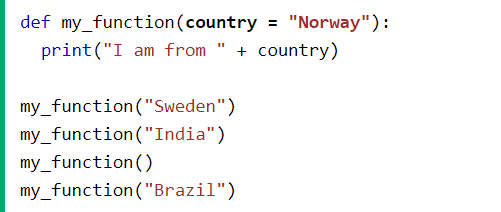 def my_function(country = "Norway"):
  print("I am from " + country)

my_function("Sweden")
my_function("India")
my_function()
my_function("Brazil")